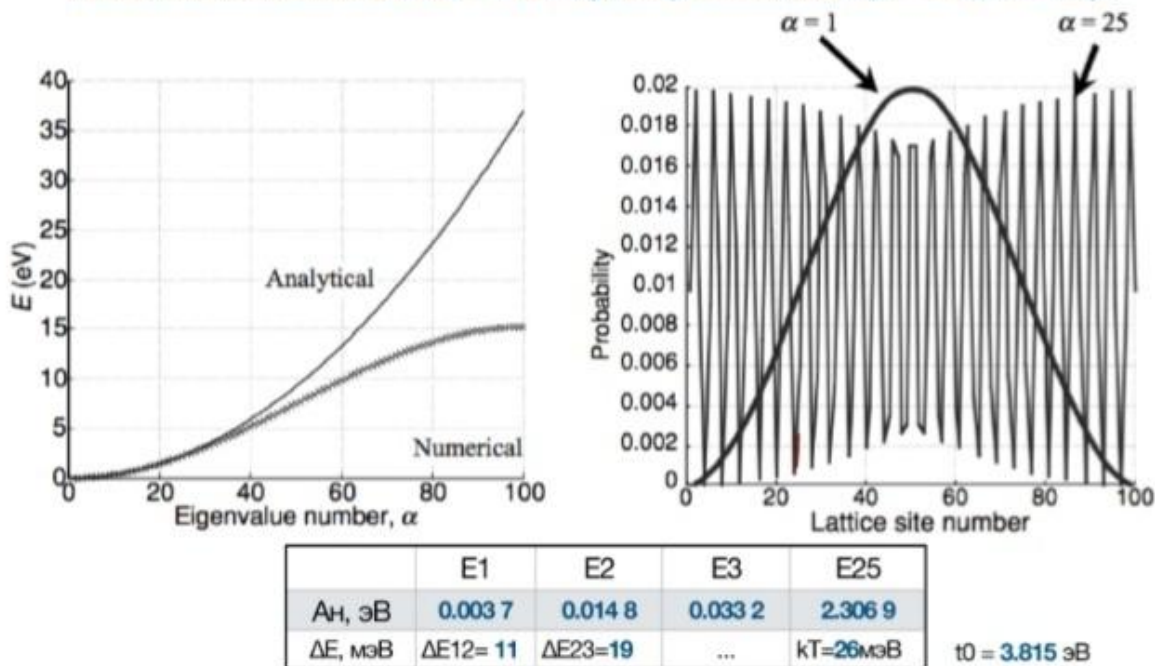 α = 1
α = 25
40
35
30
25
20
15
10
5
0
E (eV)
Analytical
Numerical
0 20 40 60 80 100
Eigenvalue number, α
0.02
0.018
0.016
0.014
0.012
0.01
0.008
0.006
0.004
0.002
0
Probability
0 20 40 60 80 100
Lattice site number
E1 E2 E3 E25
Ан, эВ 0.003 7 0.014 8 0.033 2 2.306 9
ΔE, мэВ ΔE12= 11 ΔE23=19 ... kT=26мэВ
t0 = 3.815 эВ